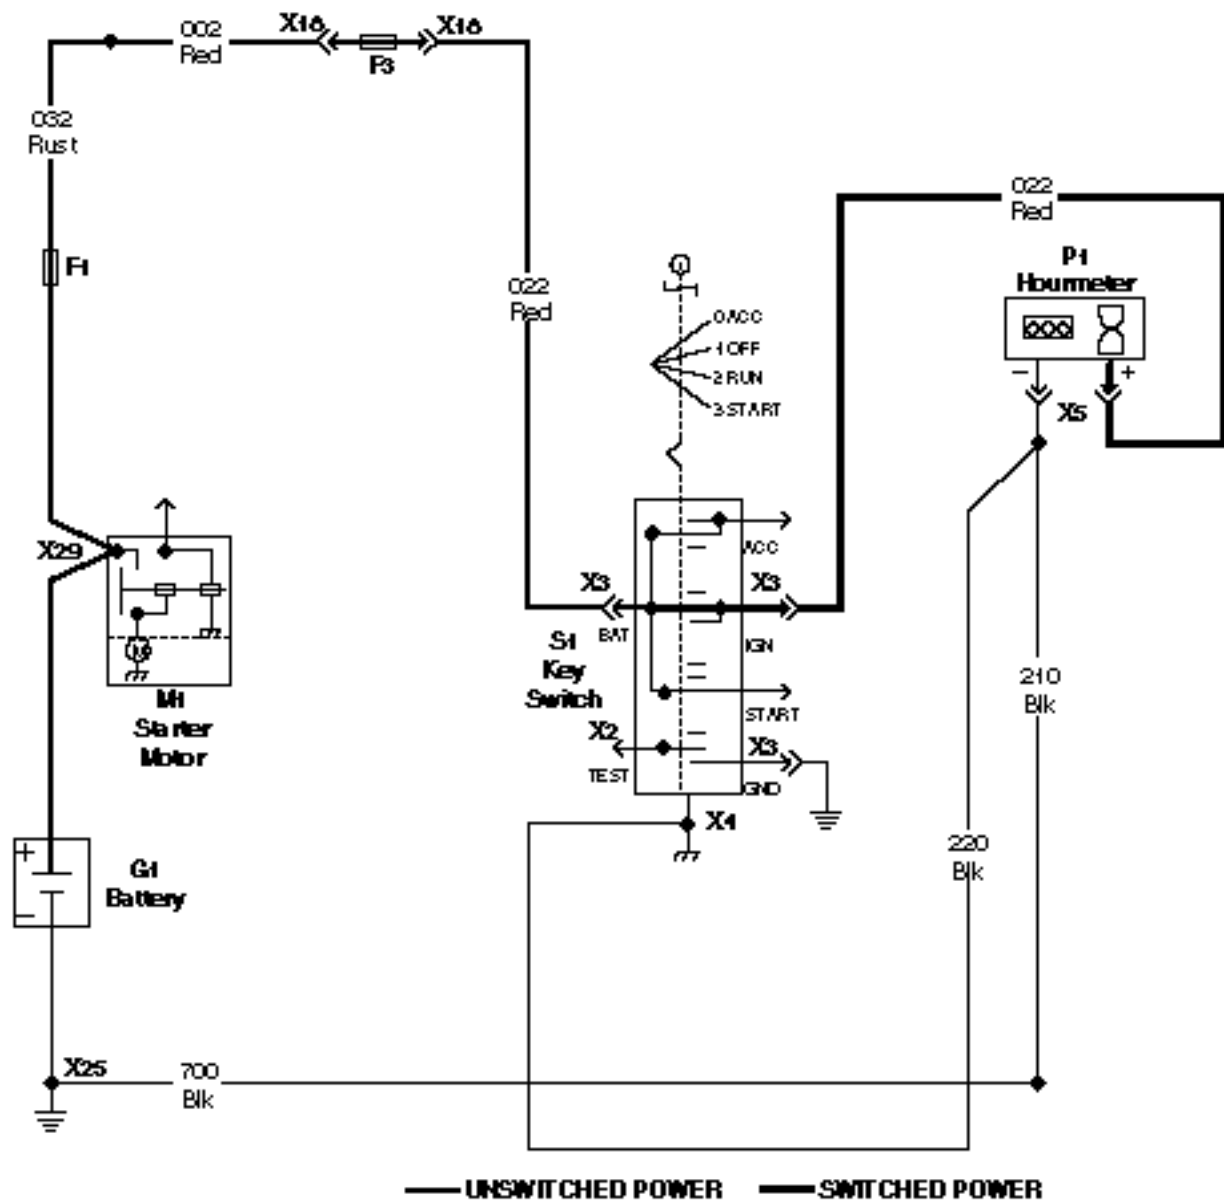 002
Red
X18
X18
F3
032
Rust
022
Red
P1
Hourmeter
F1
022
Red
0 ACC
1 OFF
2 RUN
3 START
-
+
X5
X29
ACC
X3
X3
BAT
IGN
S1
Key
Switch
START
X2
X3
TEST
GND
M
M1
Starter
Motor
210
Blk
X4
220
Blk
+
-
G1
Battery
X25
700
Blk
UNSWITCHED POWER
SWITCHED POWER